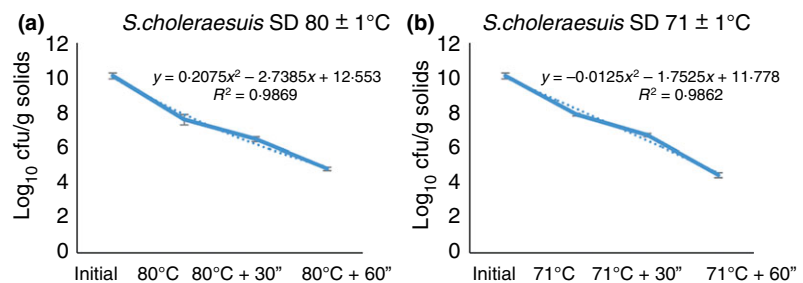 (a) S.choleraesuis SD 80 ± 1°C
12
10
8
6
4
2
0
Log10 cfu/g solids
y = 0·2075x² – 2·7385x + 12·553
R² = 0·9869
Initial 80°C 80°C + 30” 80°C + 60”
(b) S.choleraesuis SD 71 ± 1°C
12
10
8
6
4
2
0
Log10 cfu/g solids
y = –0·0125x² – 1·7525x + 11·778
R² = 0·9862
Initial 71°C 71°C + 30” 71°C + 60”